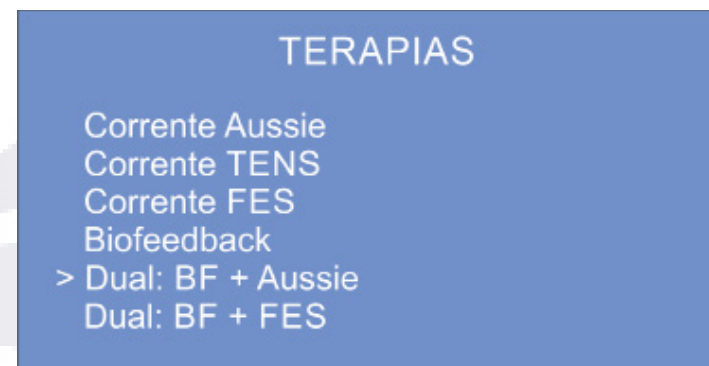 TERAPIAS
Corrente Aussie
Corrente TENS
Corrente FES
Biofeedback
> Dual: BF + Aussie
Dual: BF + FES